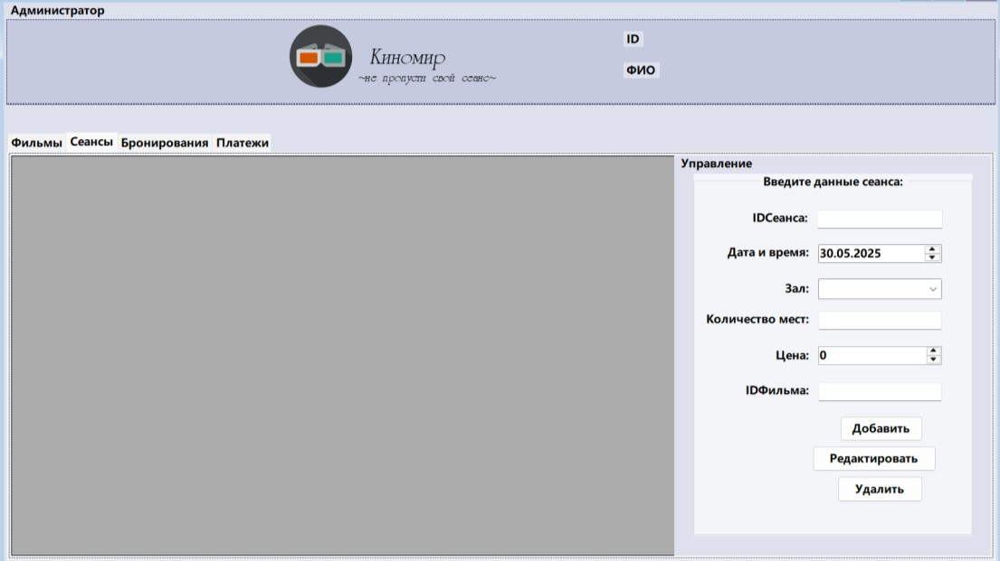 Администратор
Киномир
~не пропусти свой сеанс~
ID
ФИО
Фильмы Сеансы Бронирования Платежи
Управление
Введите данные сеанса:
IDСеанса:
Дата и время: 30.05.2025
Зал:
Количество мест:
Цена: 0
IDФильма:
Добавить
Редактировать
Удалить